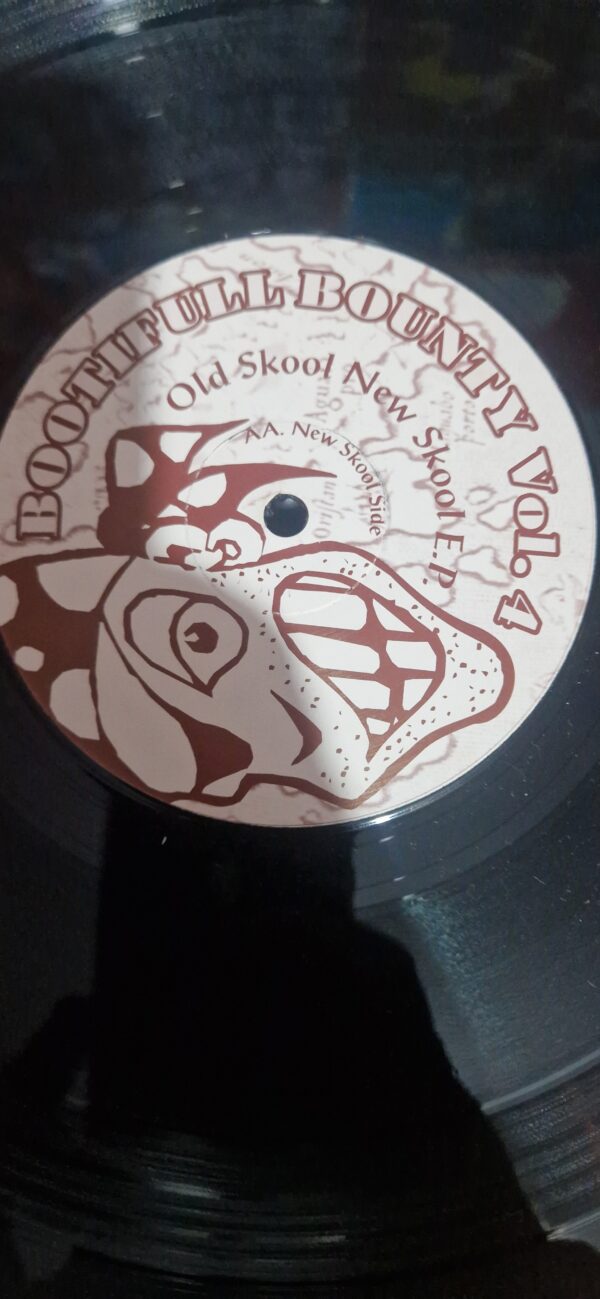 BOOTIFULL BOUNTY VOL. 4
Old Skool New Skool E.P.
AA. New Skool Side